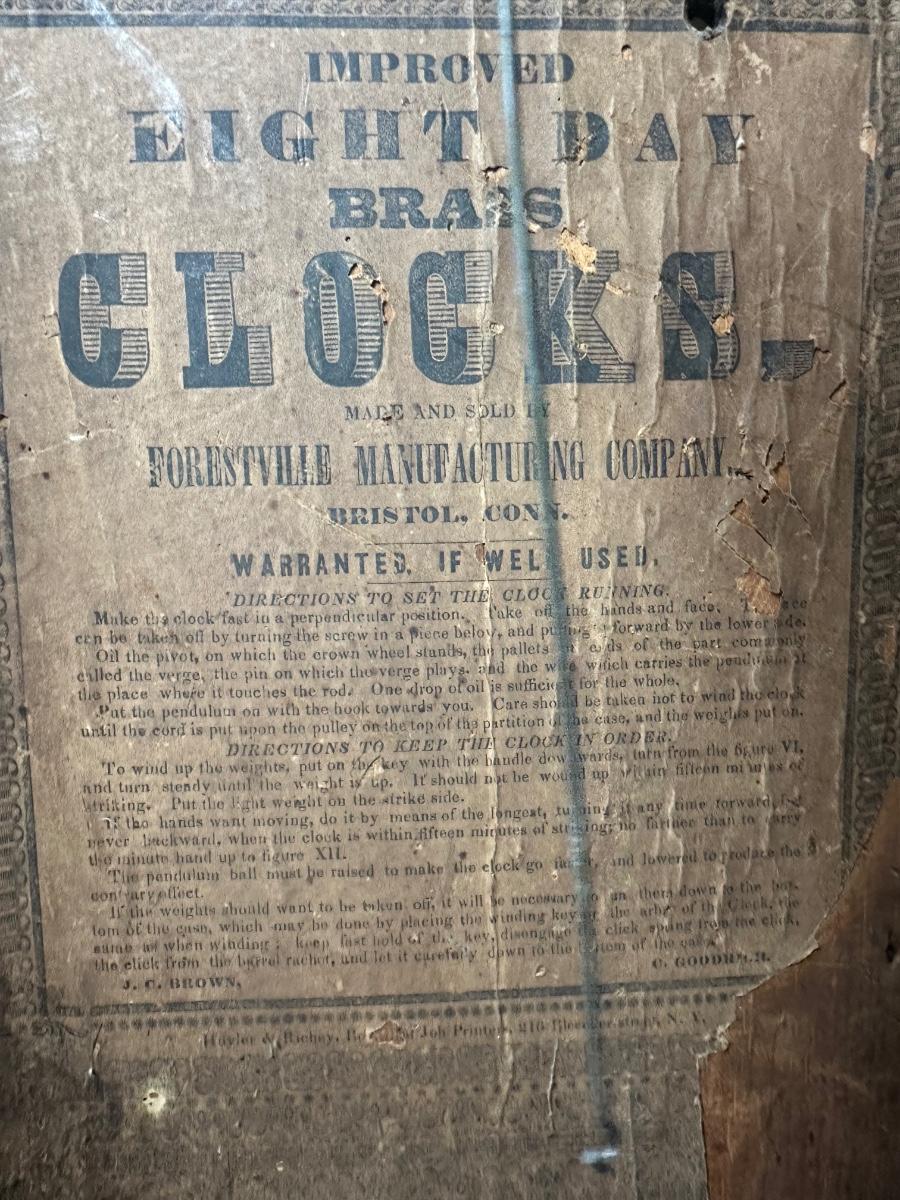 IMPROVED
EIGHT DAY
BRASS
CLOCKS.
MADE AND SOLD BY
FORESTVILLE MANUFACTURING COMPANY,
BRISTOL, CONN.
WARRANTED, IF WELL USED.
DIRECTIONS TO SET THE CLOCK RUNNING.
Make the clock fast in a perpendicular position. Take off the hands and face. The face
can be taken off by turning the screw in a piece below, and pulling forward by the lower side.
Oil the pivot, on which the crown wheel stands, the pallets or ends of the part commonly
called the verge, the pin on which the verge plays, and the wire which carries the pendulum at
the place where it touches the rod. One drop of oil is sufficient for the whole.
Put the pendulum on with the hook towards you. Care should be taken not to wind the clock
until the cord is put upon the pulley on the top of the partition of the case, and the weights put on.
DIRECTIONS TO KEEP THE CLOCK IN ORDER.
To wind up the weights, put on the key with the handle downwards, turn from the figure VI,
and turn steady until the weight is up. It should not be wound up within fifteen minutes of
striking. Put the light weight on the strike side.
If the hands want moving, do it by means of the longest, turning it any time forward, but
never backward, when the clock is within fifteen minutes of striking; no farther than to carry
the minute hand up to figure XII.
The pendulum ball must be raised to make the clock go faster, and lowered to produce the
contrary effect.
If the weights should want to be taken off, it will be necessary to run them down to the bot-
tom of the case, which may be done by placing the winding key on the arbor of the Clock, the
same as when winding; keep fast hold of the key, disengage click spring from the click,
the click from the barrel rachet, and let it carefully down to the bottom of the case.
J. C. BROWN, C. GOODRICH.
Huyler & Richey, Job Printers, 216 Bleecker-street, N. Y.